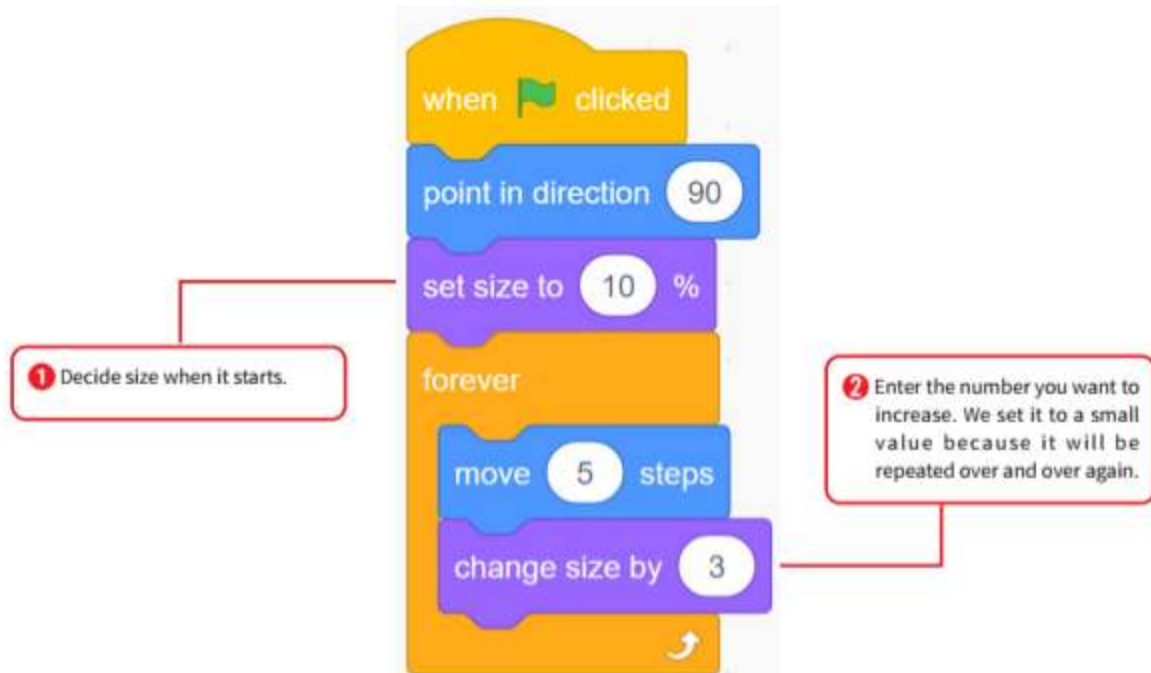 when clicked
point in direction 90
set size to 10 %
1 Decide size when it starts.
forever
2 Enter the number you want to
increase. We set it to a small
value because it will be
repeated over and over again.
move 5 steps
change size by 3